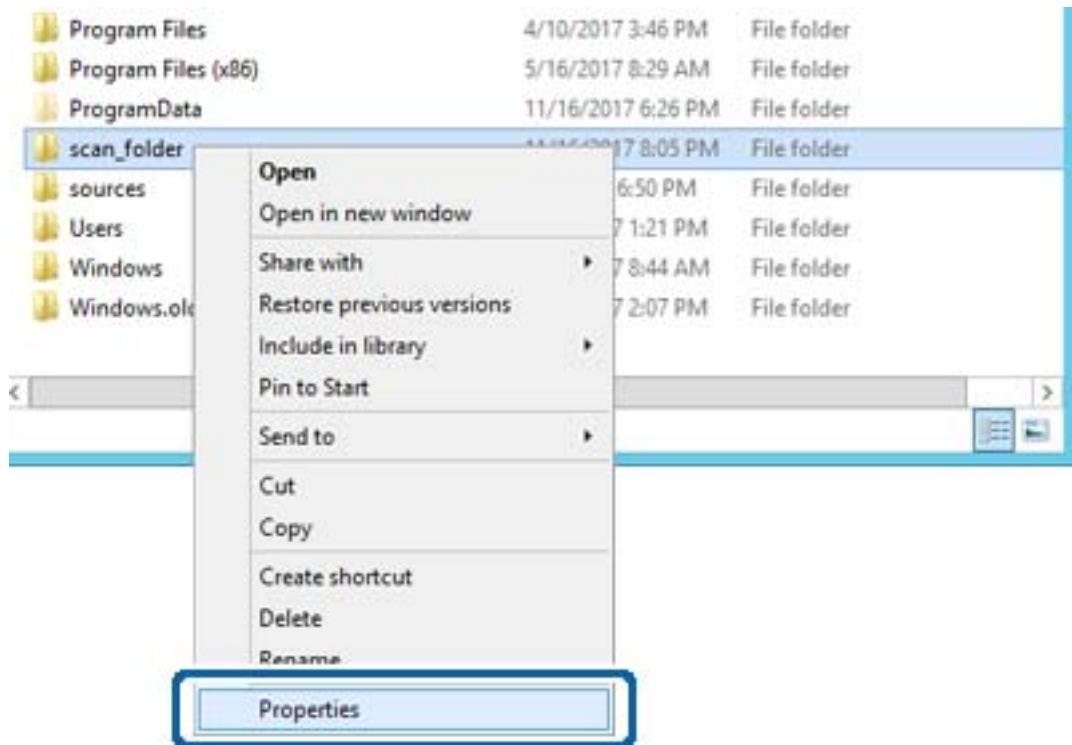 Program Files 4/10/2017 3:46 PM File folder
Program Files (x86) 5/16/2017 8:29 AM File folder
ProgramData 11/16/2017 6:26 PM File folder
scan_folder 17 8:05 PM File folder
sources 6:50 PM File folder
Users 7 1:21 PM File folder
Windows 7 8:44 AM File folder
Windows.old 7 2:07 PM File folder
Open
Open in new window
Share with
Restore previous versions
Include in library
Pin to Start
Send to
Cut
Copy
Create shortcut
Delete
Rename
Properties